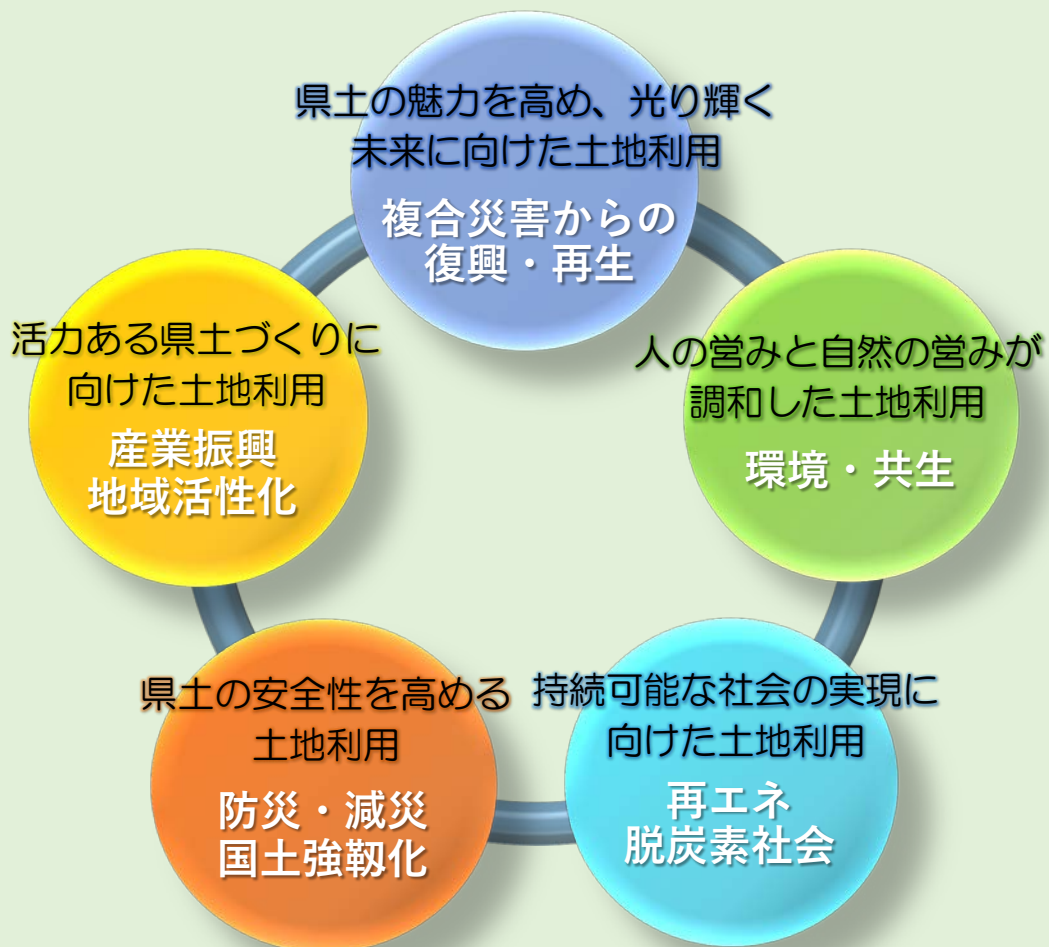 県土の魅力を高め、光り輝く
未来に向けた土地利用
複合災害からの
復興・再生
人の営みと自然の営みが
調和した土地利用
環境・共生
持続可能な社会の実現に
向けた土地利用
再エネ
脱炭素社会
県土の安全性を高める
土地利用
防災・減災
国土強靱化
活力ある県土づくりに
向けた土地利用
産業振興
地域活性化